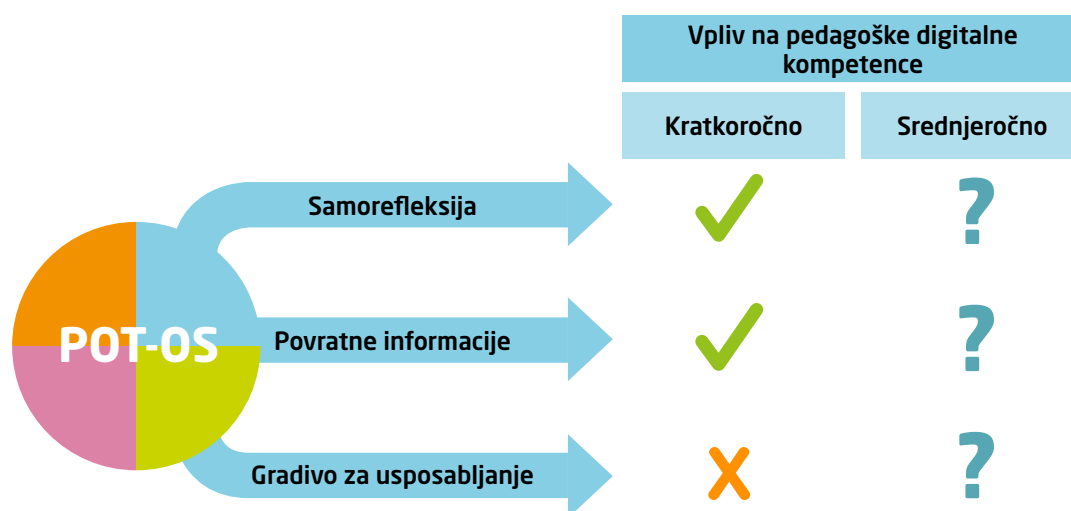 Vpliv na pedagoške digitalne
kompetence
Kratkoročno
Srednjeročno
Samorefleksija
?
POT-OS
Povratne informacije
?
Gradivo za usposabljanje
X
?